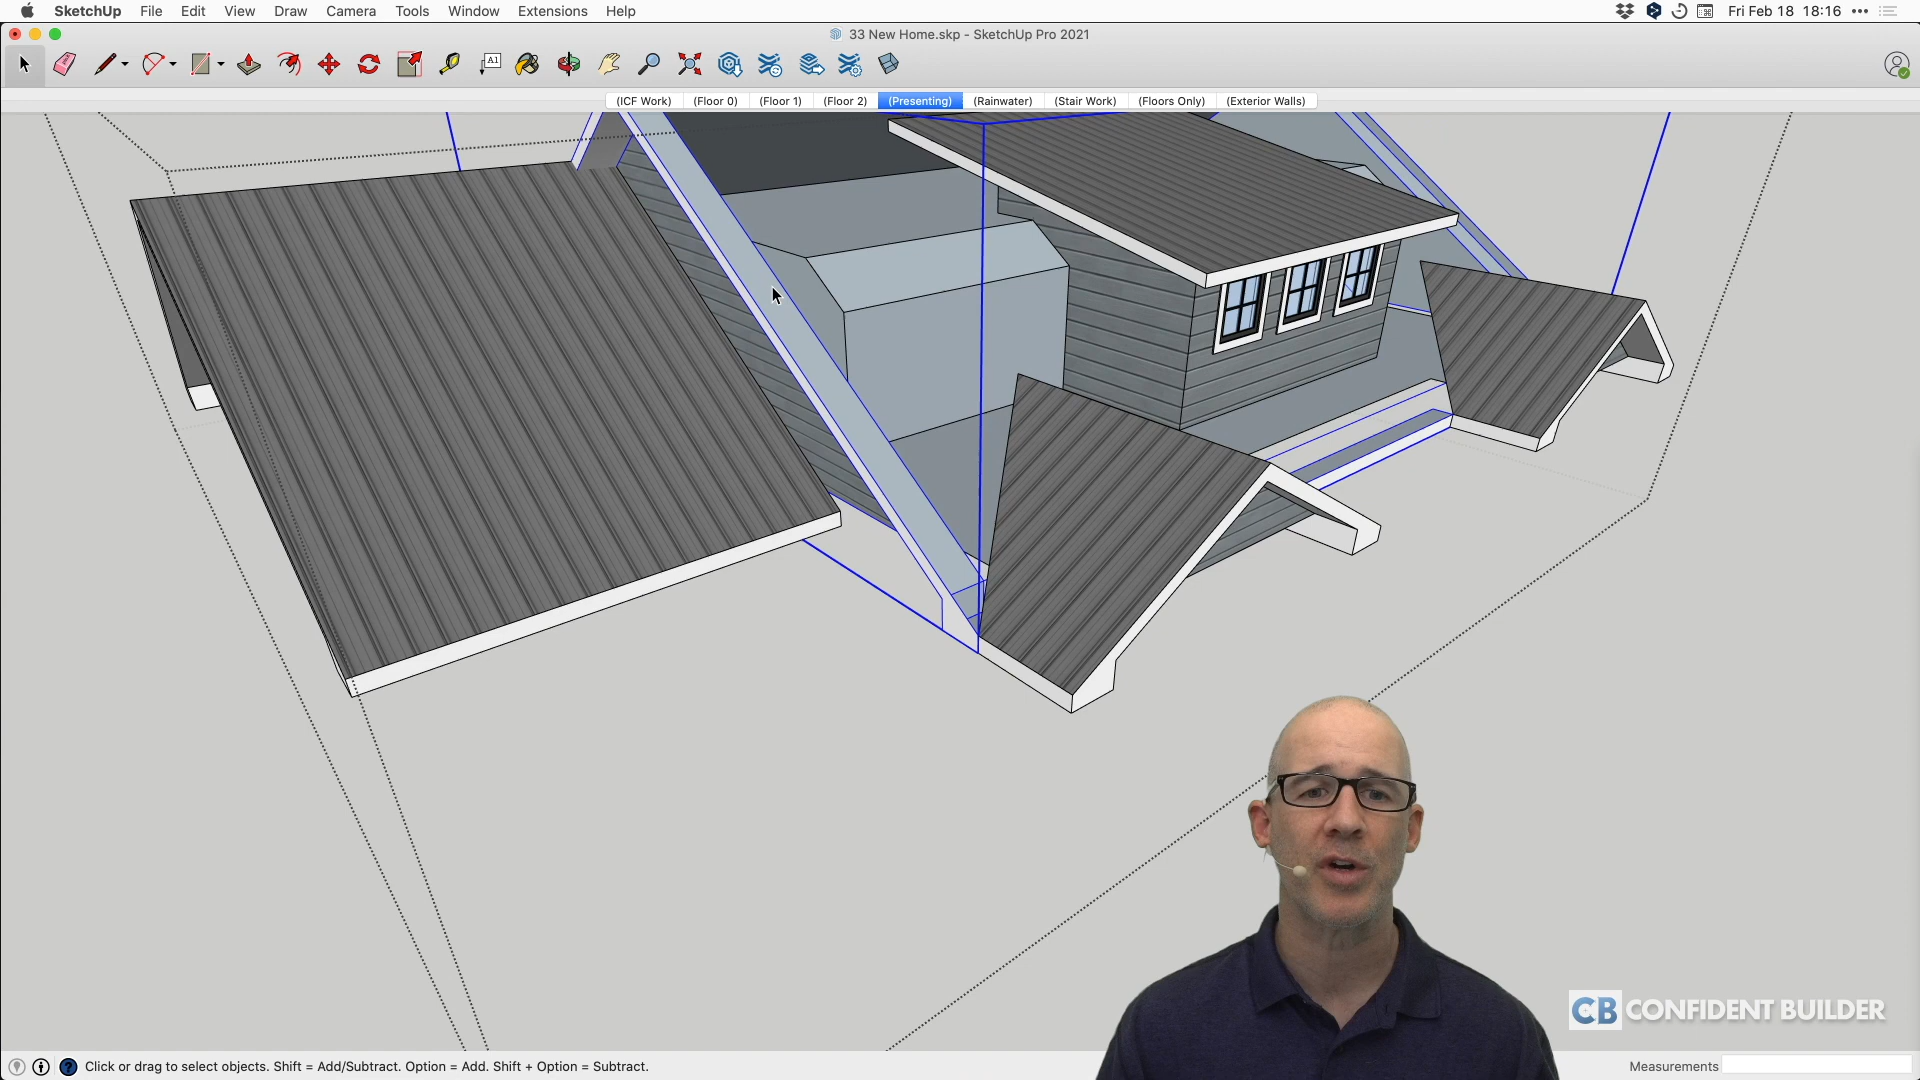 SketchUp File Edit View Draw Camera Tools Window Extensions Help Fri Feb 18 18:16
33 New Home.skp - SketchUp Pro 2021
A1
(ICF Work) (Floor 0) (Floor 1) (Floor 2) (Presenting) (Rainwater) (Stair Work) (Floors Only) (Exterior Walls)
CB CONFIDENT BUILDER
Click or drag to select objects. Shift = Add/Subtract. Option = Add. Shift + Option = Subtract. Measurements